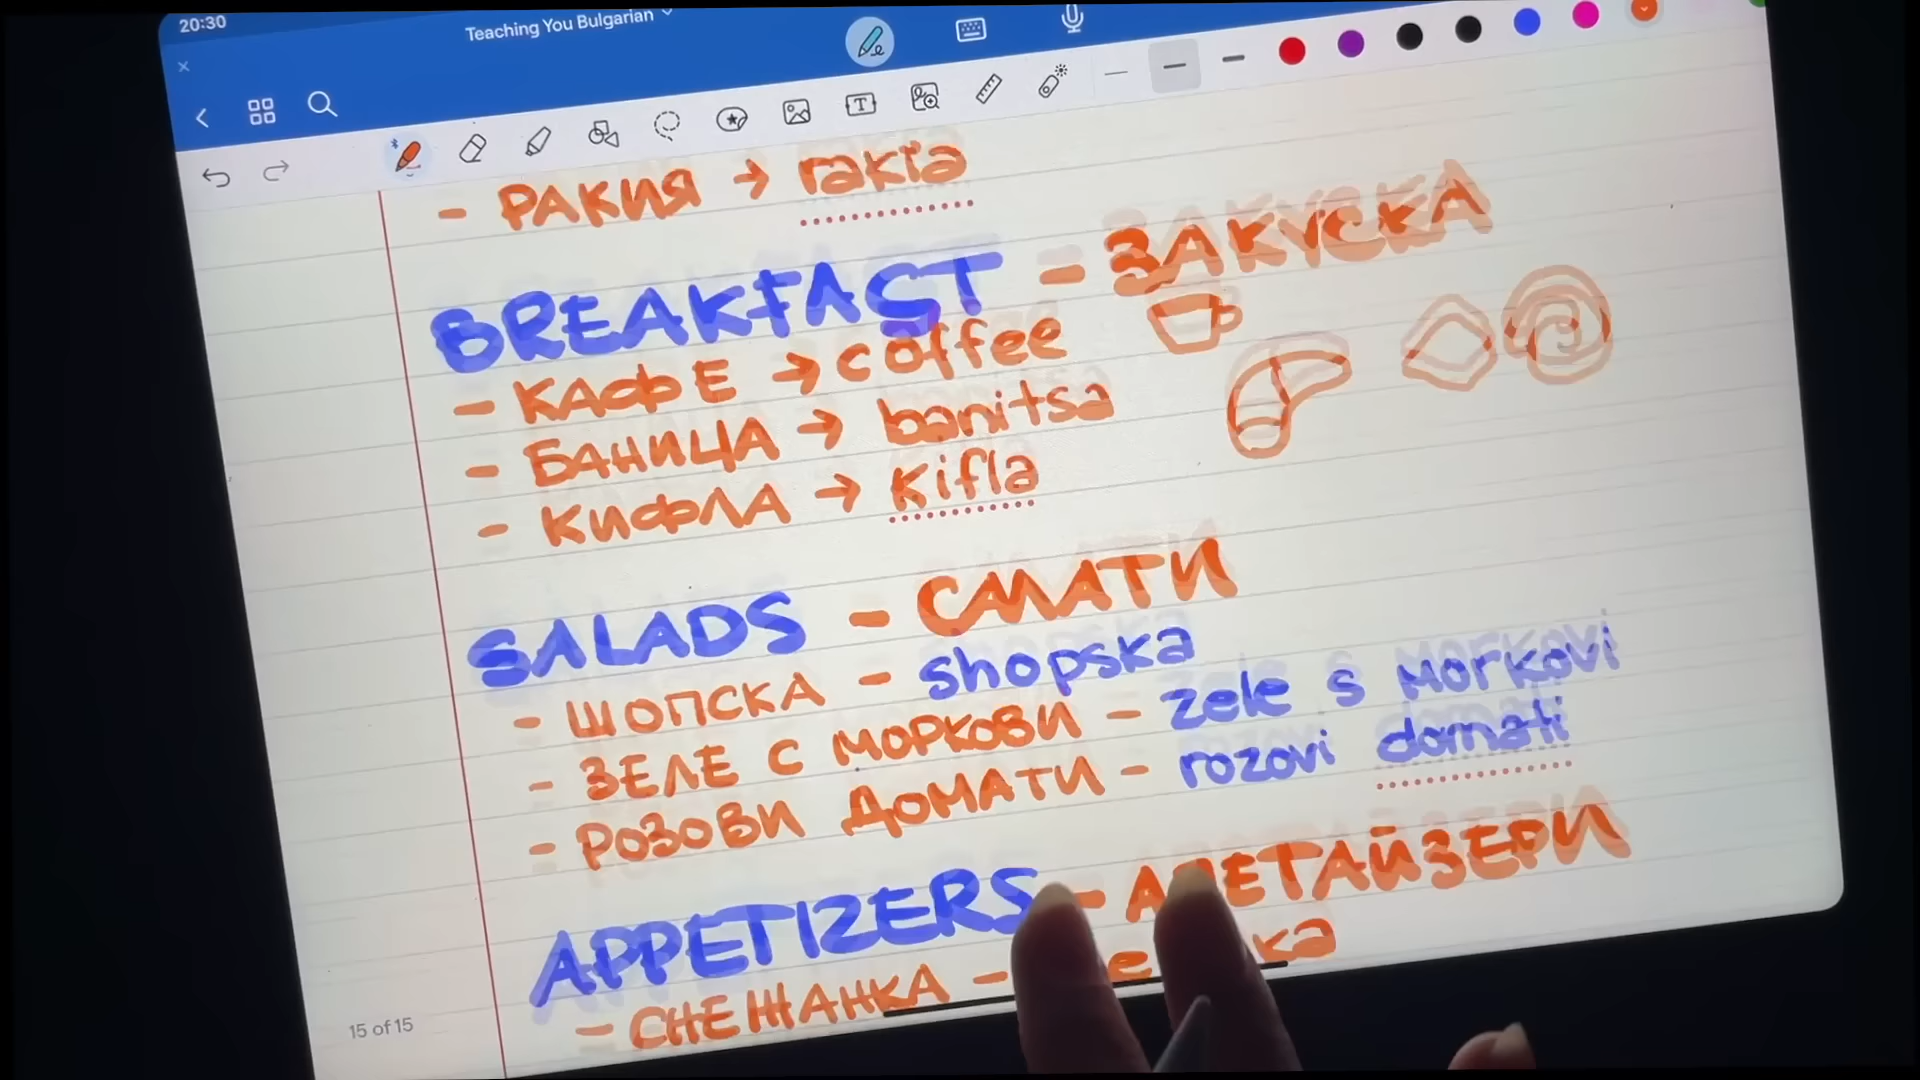 20:30
Teaching You Bulgarian
- РАКИЯ → rakia
BREAKFAST - ЗАКУСКА
- КАФЕ → coffee
- БАНИЦА → banitsa
- КИФЛА → kifla
SALADS - САЛАТИ
- ШОПСКА - shopska
- ЗЕЛЕ С МОРКОВИ - zele s morkovi
- РОЗОВИ ДОМАТИ - rozovi domati
APPETIZERS - АПЕТАЙЗЕРИ
- СНЕЖАНКА -
15 of 15